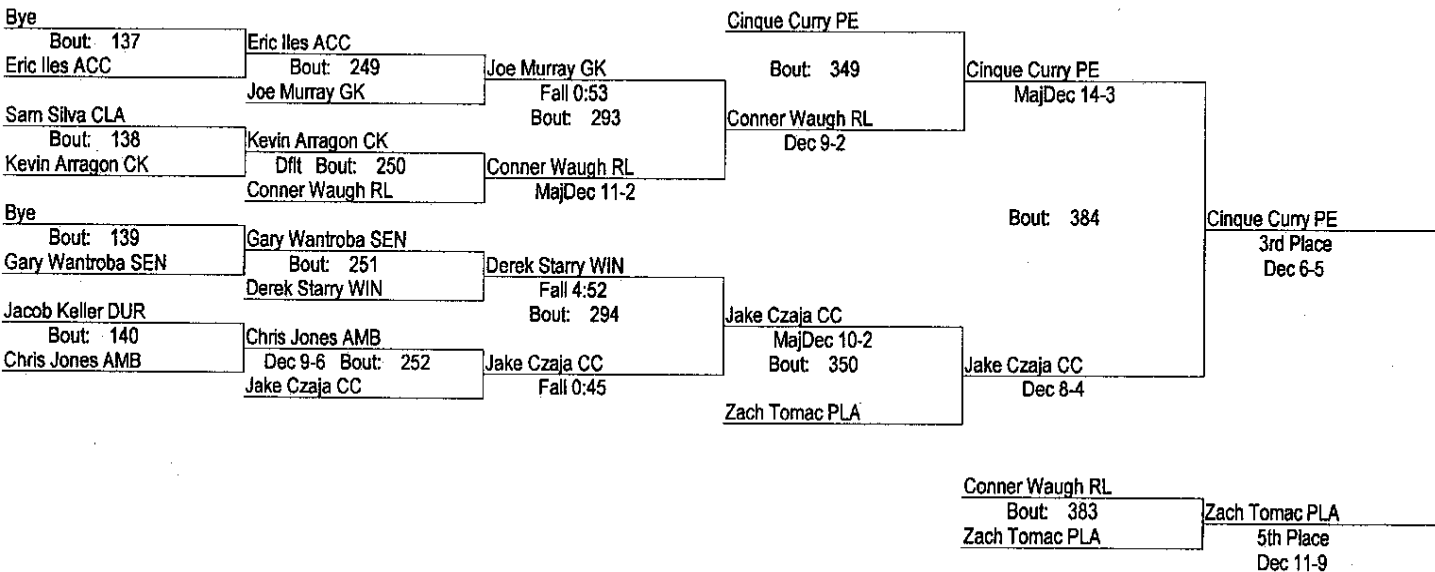 Bye
Bout: 137
Eric Iles ACC
Eric Iles ACC
Bout: 249
Joe Murray GK
Sam Silva CLA
Bout: 138
Kevin Arragon CK
Kevin Arragon CK
Dflt Bout: 250
Conner Waugh RL
Joe Murray GK
Fall 0:53
Bout: 293
Conner Waugh RL
MajDec 11-2
Bye
Bout: 139
Gary Wantroba SEN
Gary Wantroba SEN
Bout: 251
Derek Starry WIN
Jacob Keller DUR
Bout: 140
Chris Jones AMB
Chris Jones AMB
Dec 9-6 Bout: 252
Jake Czaja CC
Derek Starry WIN
Fall 4:52
Bout: 294
Jake Czaja CC
Fall 0:45
Cinque Curry PE
Bout: 349
Conner Waugh RL
Dec 9-2
Jake Czaja CC
MajDec 10-2
Bout: 350
Zach Tomac PLA
Cinque Curry PE
MajDec 14-3
Bout: 384
Jake Czaja CC
Dec 8-4
Cinque Curry PE
3rd Place
Dec 6-5
Conner Waugh RL
Bout: 383
Zach Tomac PLA
Zach Tomac PLA
5th Place
Dec 11-9